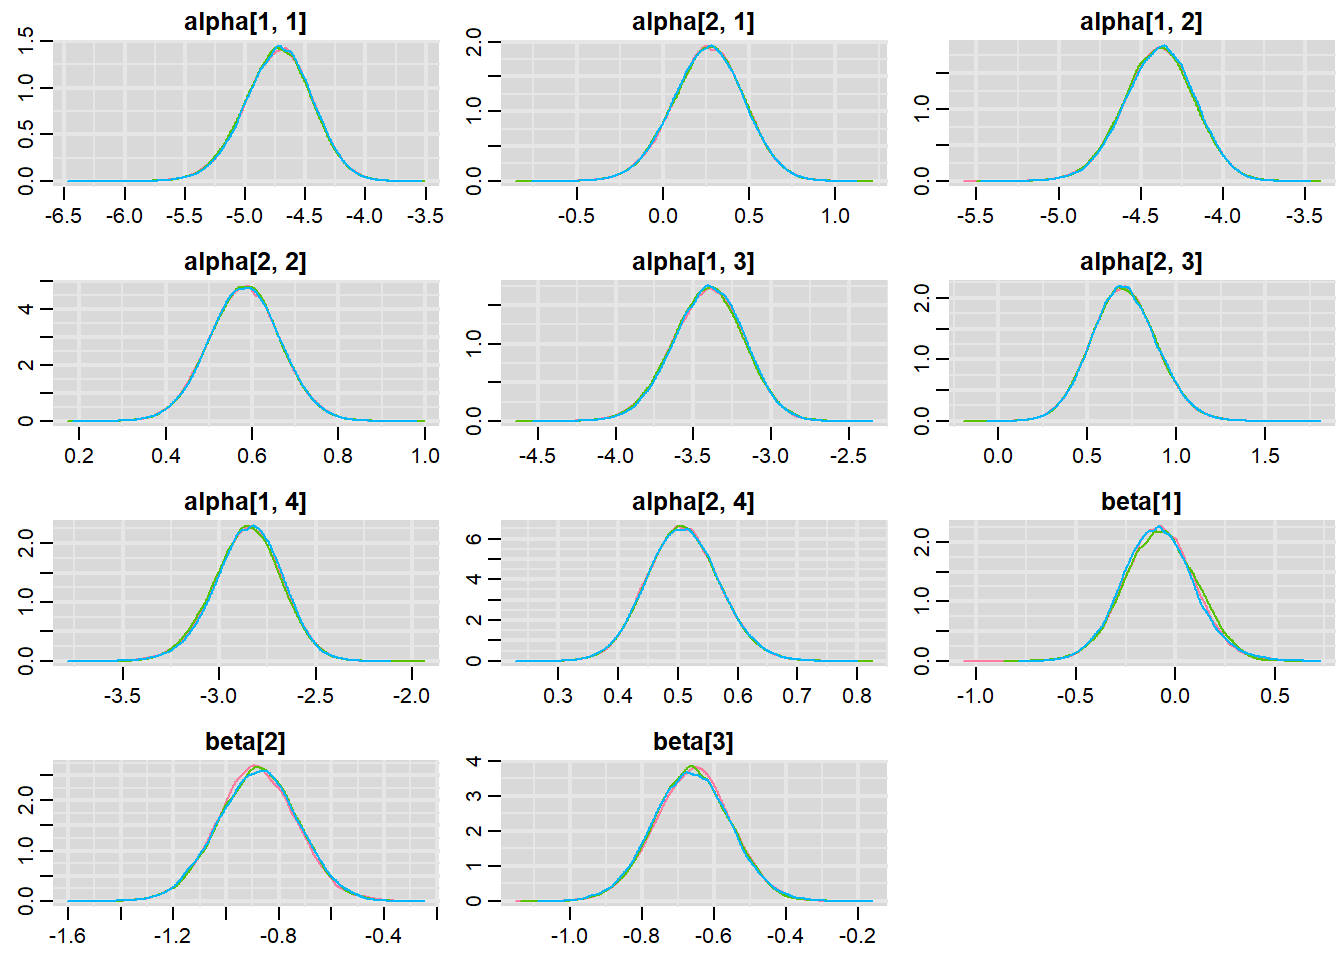 alpha[1, 1] alpha[2, 1] alpha[1, 2]
0.0 0.5 1.0 1.5
-6.5 -6.0 -5.5 -5.0 -4.5 -4.0 -3.5
0.0 1.0 2.0
-0.5 0.0 0.5 1.0
0.0 1.0
-5.5 -5.0 -4.5 -4.0 -3.5
alpha[2, 2] alpha[1, 3] alpha[2, 3]
0 2 4
0.2 0.4 0.6 0.8 1.0
0.0 1.0
-4.5 -4.0 -3.5 -3.0 -2.5
0.0 1.0 2.0
0.0 0.5 1.0 1.5
alpha[1, 4] alpha[2, 4] beta[1]
0.0 1.0 2.0
-3.5 -3.0 -2.5 -2.0
0 2 4 6
0.3 0.4 0.5 0.6 0.7 0.8
0.0 1.0 2.0
-1.0 -0.5 0.0 0.5
beta[2] beta[3]
0.0 1.0 2.0
-1.6 -1.2 -0.8 -0.4
0 1 2 3 4
-1.0 -0.8 -0.6 -0.4 -0.2